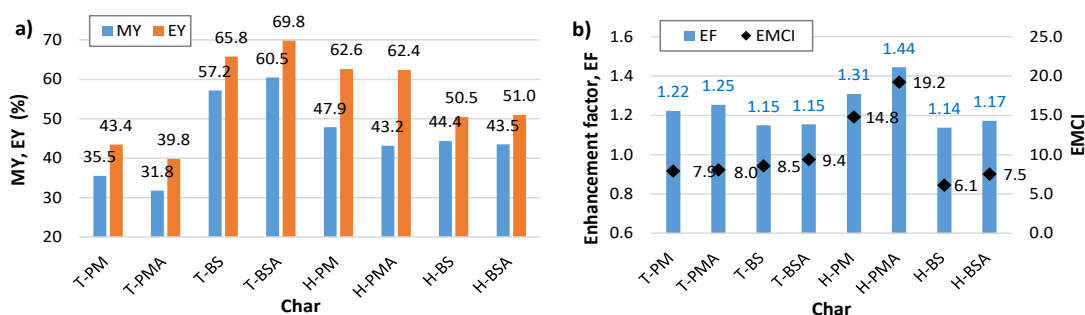 a)
MY EY
MY, EY (%)
70
60
50
40
30
20
35.5 43.4
31.8 39.8
57.2 65.8
60.5 69.8
47.9 62.6
43.2 62.4
44.4 50.5
43.5 51.0
T-PM T-PMA T-BS T-BSA H-PM H-PMA H-BS H-BSA
Char
b)
EF EMCI
Enhancement factor, EF
1.6
1.4
1.2
1.0
0.8
0.6
1.22 1.25 1.15 1.15 1.31 1.44 1.14 1.17
7.9 8.0 8.5 9.4 14.8 19.2 6.1 7.5
25.0
20.0
15.0
10.0
5.0
0.0
EMCI
T-PM T-PMA T-BS T-BSA H-PM H-PMA H-BS H-BSA
Char